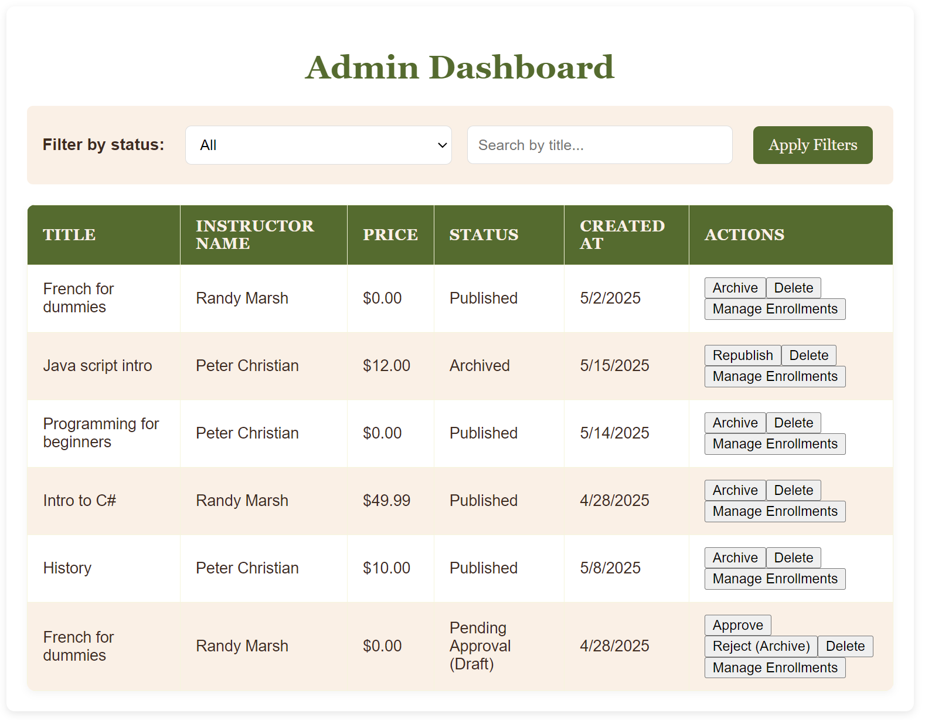 Admin Dashboard
Filter by status: All Search by title... Apply Filters
TITLE INSTRUCTOR NAME PRICE STATUS CREATED AT ACTIONS
French for dummies Randy Marsh $0.00 Published 5/2/2025 Archive Delete Manage Enrollments
Java script intro Peter Christian $12.00 Archived 5/15/2025 Republish Delete Manage Enrollments
Programming for beginners Peter Christian $0.00 Published 5/14/2025 Archive Delete Manage Enrollments
Intro to C# Randy Marsh $49.99 Published 4/28/2025 Archive Delete Manage Enrollments
History Peter Christian $10.00 Published 5/8/2025 Archive Delete Manage Enrollments
French for dummies Randy Marsh $0.00 Pending Approval (Draft) 4/28/2025 Approve Reject (Archive) Delete Manage Enrollments